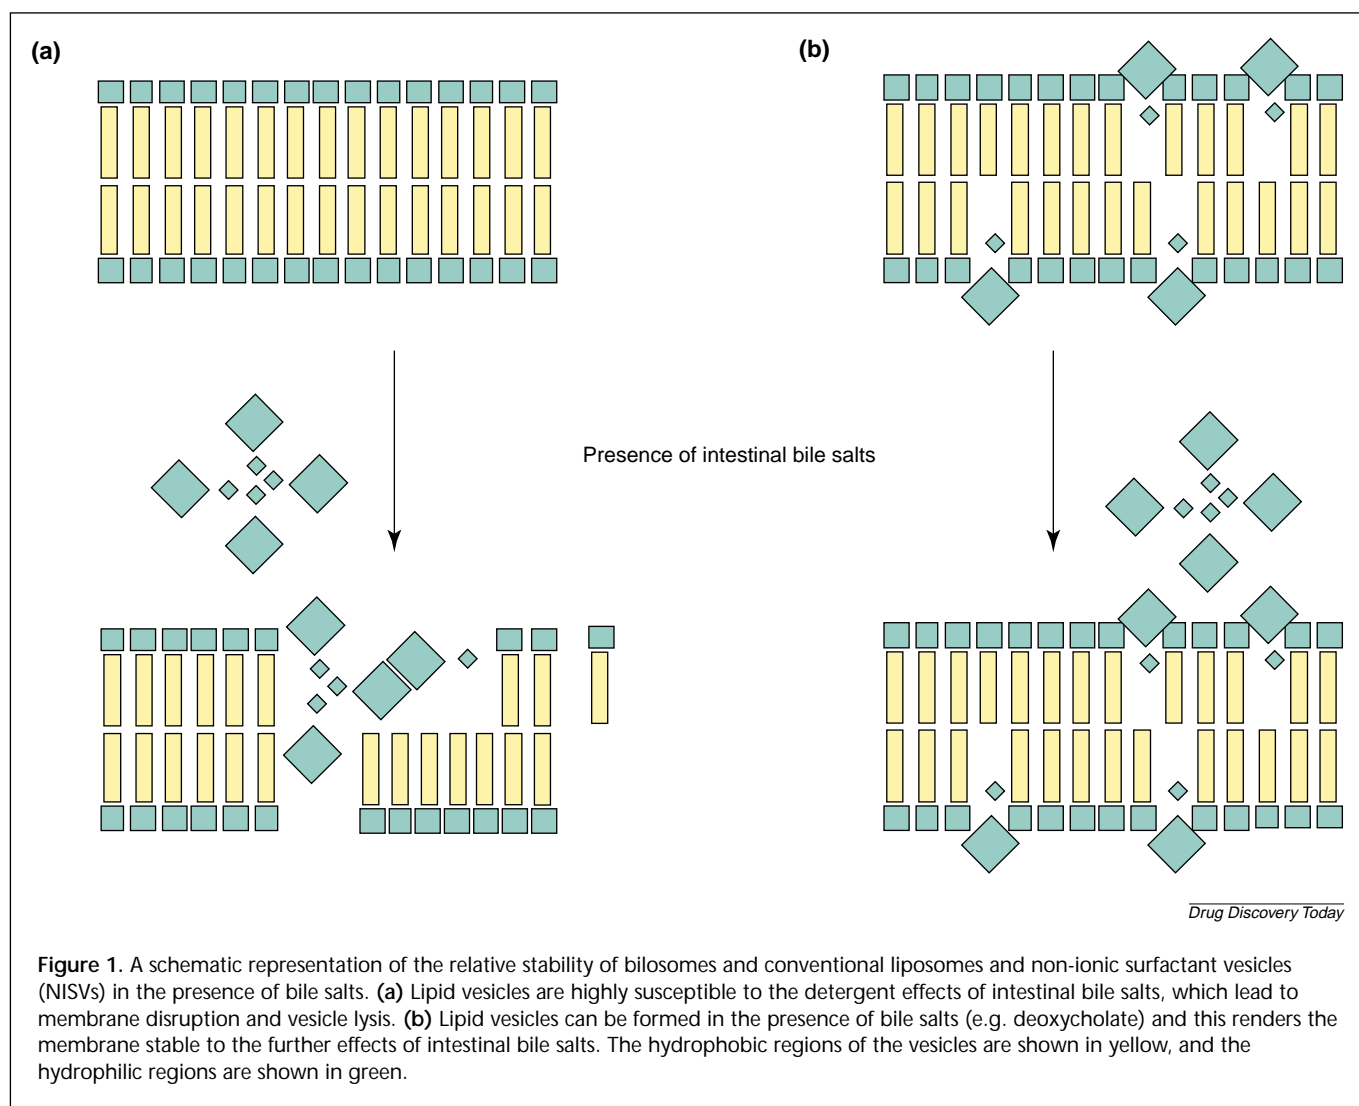 (a)
(b)
Presence of intestinal bile salts
Drug Discovery Today
Figure 1. A schematic representation of the relative stability of bilosomes and conventional liposomes and non-ionic surfactant vesicles
(NISVs) in the presence of bile salts. (a) Lipid vesicles are highly susceptible to the detergent effects of intestinal bile salts, which lead to
membrane disruption and vesicle lysis. (b) Lipid vesicles can be formed in the presence of bile salts (e.g. deoxycholate) and this renders the
membrane stable to the further effects of intestinal bile salts. The hydrophobic regions of the vesicles are shown in yellow, and the
hydrophilic regions are shown in green.